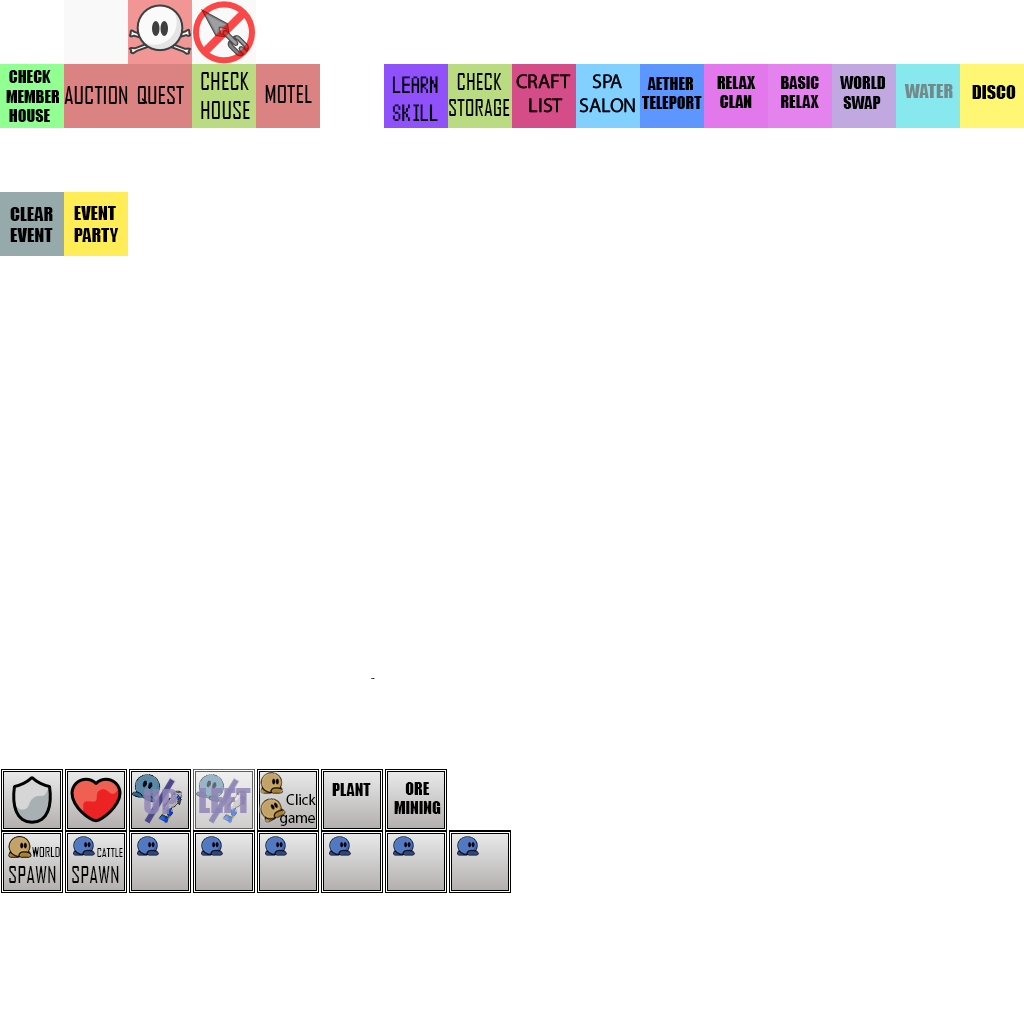 CHECK
MEMBER
HOUSE
AUCTION
QUEST
CHECK
HOUSE
MOTEL
LEARN
SKILL
CHECK
STORAGE
CRAFT
LIST
SPA
SALON
AETHER
TELEPORT
RELAX
CLAN
BASIC
RELAX
WORLD
SWAP
WATER
DISCO
CLEAR
EVENT
EVENT
PARTY
-
UP
LEFT
Click
game
PLANT
ORE
MINING
WORLD
SPAWN
CATTLE
SPAWN